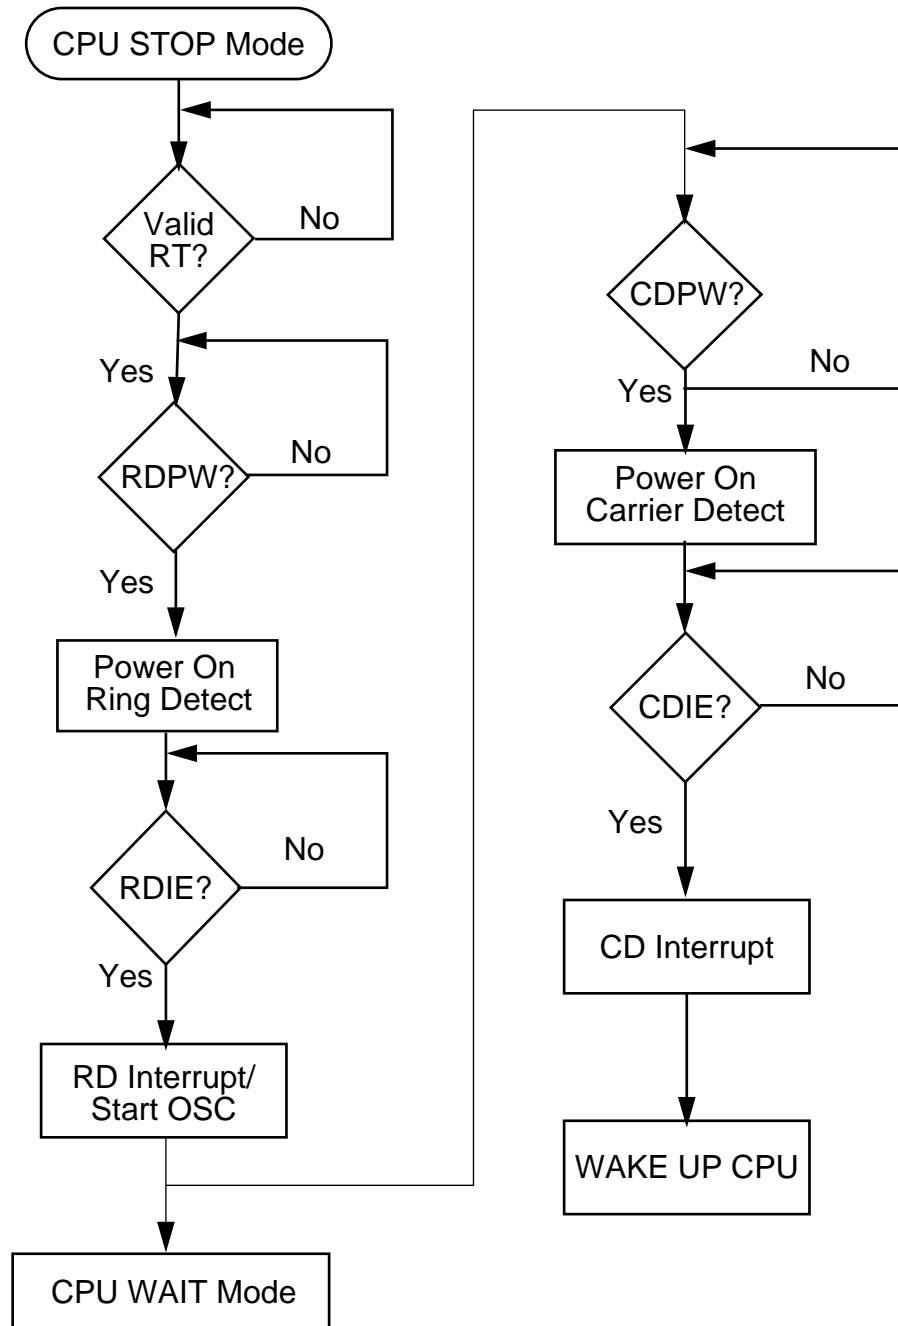 CPU STOP Mode
Valid
RT?
No
Yes
RDPW?
No
Yes
Power On
Ring Detect
RDIE?
No
Yes
RD Interrupt/
Start OSC
CPU WAIT Mode
CDPW?
No
Yes
Power On
Carrier Detect
CDIE?
No
Yes
CD Interrupt
WAKE UP CPU